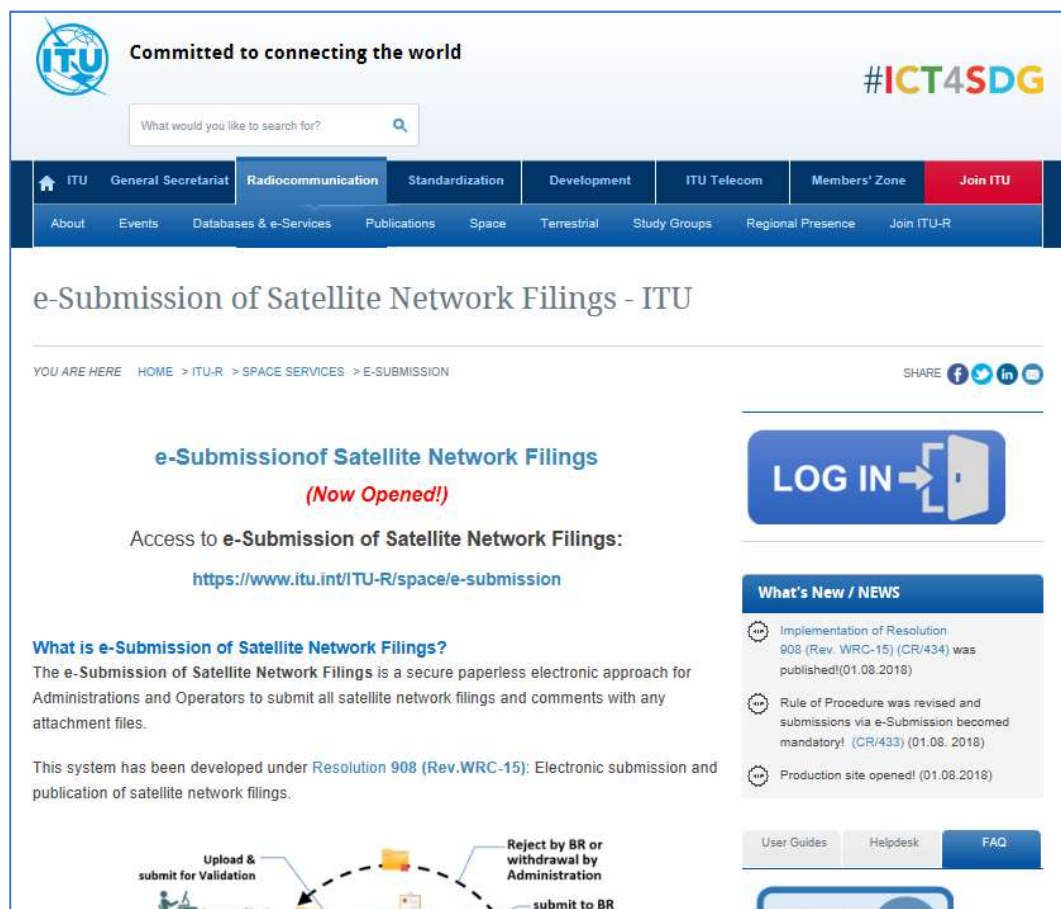 ITU
Committed to connecting the world
#ICT4SDG
What would you like to search for?
ITU General Secretariat Radiocommunication Standardization Development ITU Telecom Members' Zone Join ITU
About Events Databases & e-Services Publications Space Terrestrial Study Groups Regional Presence Join ITU-R
e-Submission of Satellite Network Filings - ITU
YOU ARE HERE HOME > ITU-R > SPACE SERVICES > E-SUBMISSION
SHARE
e-Submissionof Satellite Network Filings
(Now Opened!)
Access to e-Submission of Satellite Network Filings:
https://www.itu.int/ITU-R/space/e-submission
What is e-Submission of Satellite Network Filings?
The e-Submission of Satellite Network Filings is a secure paperless electronic approach for
Administrations and Operators to submit all satellite network filings and comments with any
attachment files.
This system has been developed under Resolution 908 (Rev.WRC-15): Electronic submission and
publication of satellite network filings.
Upload &
submit for Validation
Reject by BR or
withdrawal by
Administration
submit to BR
LOG IN
What's New / NEWS
Implementation of Resolution
908 (Rev. WRC-15) (CR/434) was
published!(01.08.2018)
Rule of Procedure was revised and
submissions via e-Submission becomed
mandatory! (CR/433) (01.08. 2018)
Production site opened! (01.08.2018)
User Guides Helpdesk FAQ